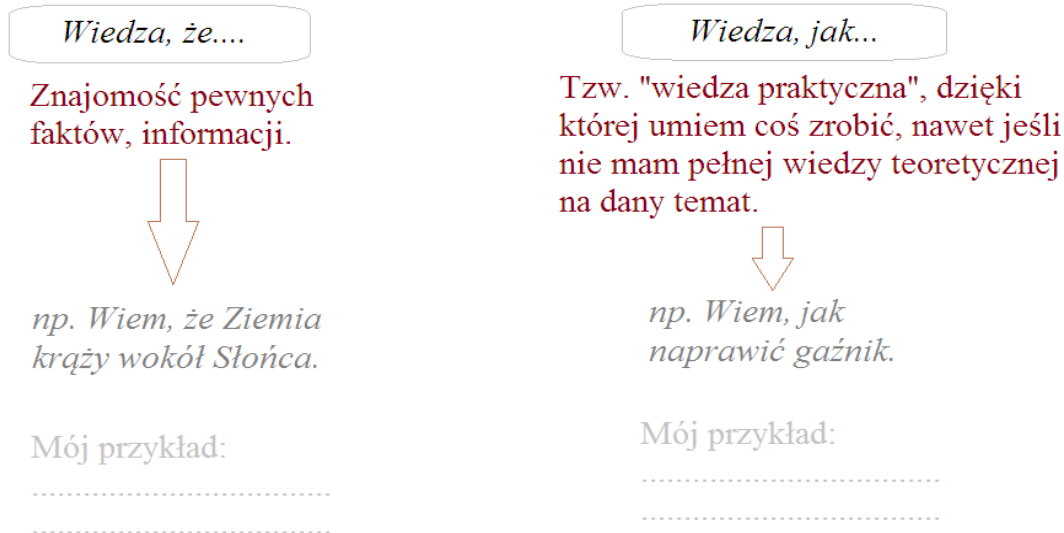 Wiedza, że....
Znajomość pewnych
faktów, informacji.
np. Wiem, że Ziemia
krąży wokół Słońca.
Mój przykład:
..................................
..................................
Wiedza, jak...
Tzw. "wiedza praktyczna", dzięki
której umiem coś zrobić, nawet jeśli
nie mam pełnej wiedzy teoretycznej
na dany temat.
np. Wiem, jak
naprawić gaźnik.
Mój przykład:
..................................
..................................